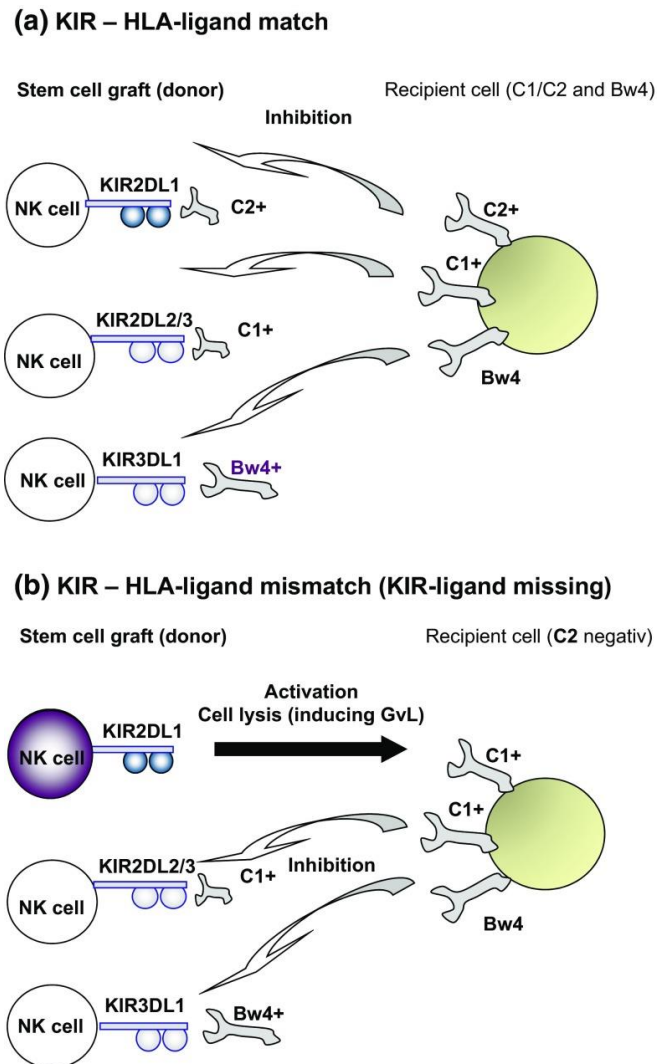 (a) KIR – HLA-ligand match
Stem cell graft (donor)
Recipient cell (C1/C2 and Bw4)
Inhibition
NK cell
KIR2DL1
C2+
C2+
C1+
NK cell
KIR2DL2/3
C1+
Bw4
NK cell
KIR3DL1
Bw4+
(b) KIR – HLA-ligand mismatch (KIR-ligand missing)
Stem cell graft (donor)
Recipient cell (C2 negativ)
Activation
Cell lysis (inducing GvL)
NK cell
KIR2DL1
C1+
C1+
NK cell
KIR2DL2/3
C1+
Inhibition
Bw4
NK cell
KIR3DL1
Bw4+